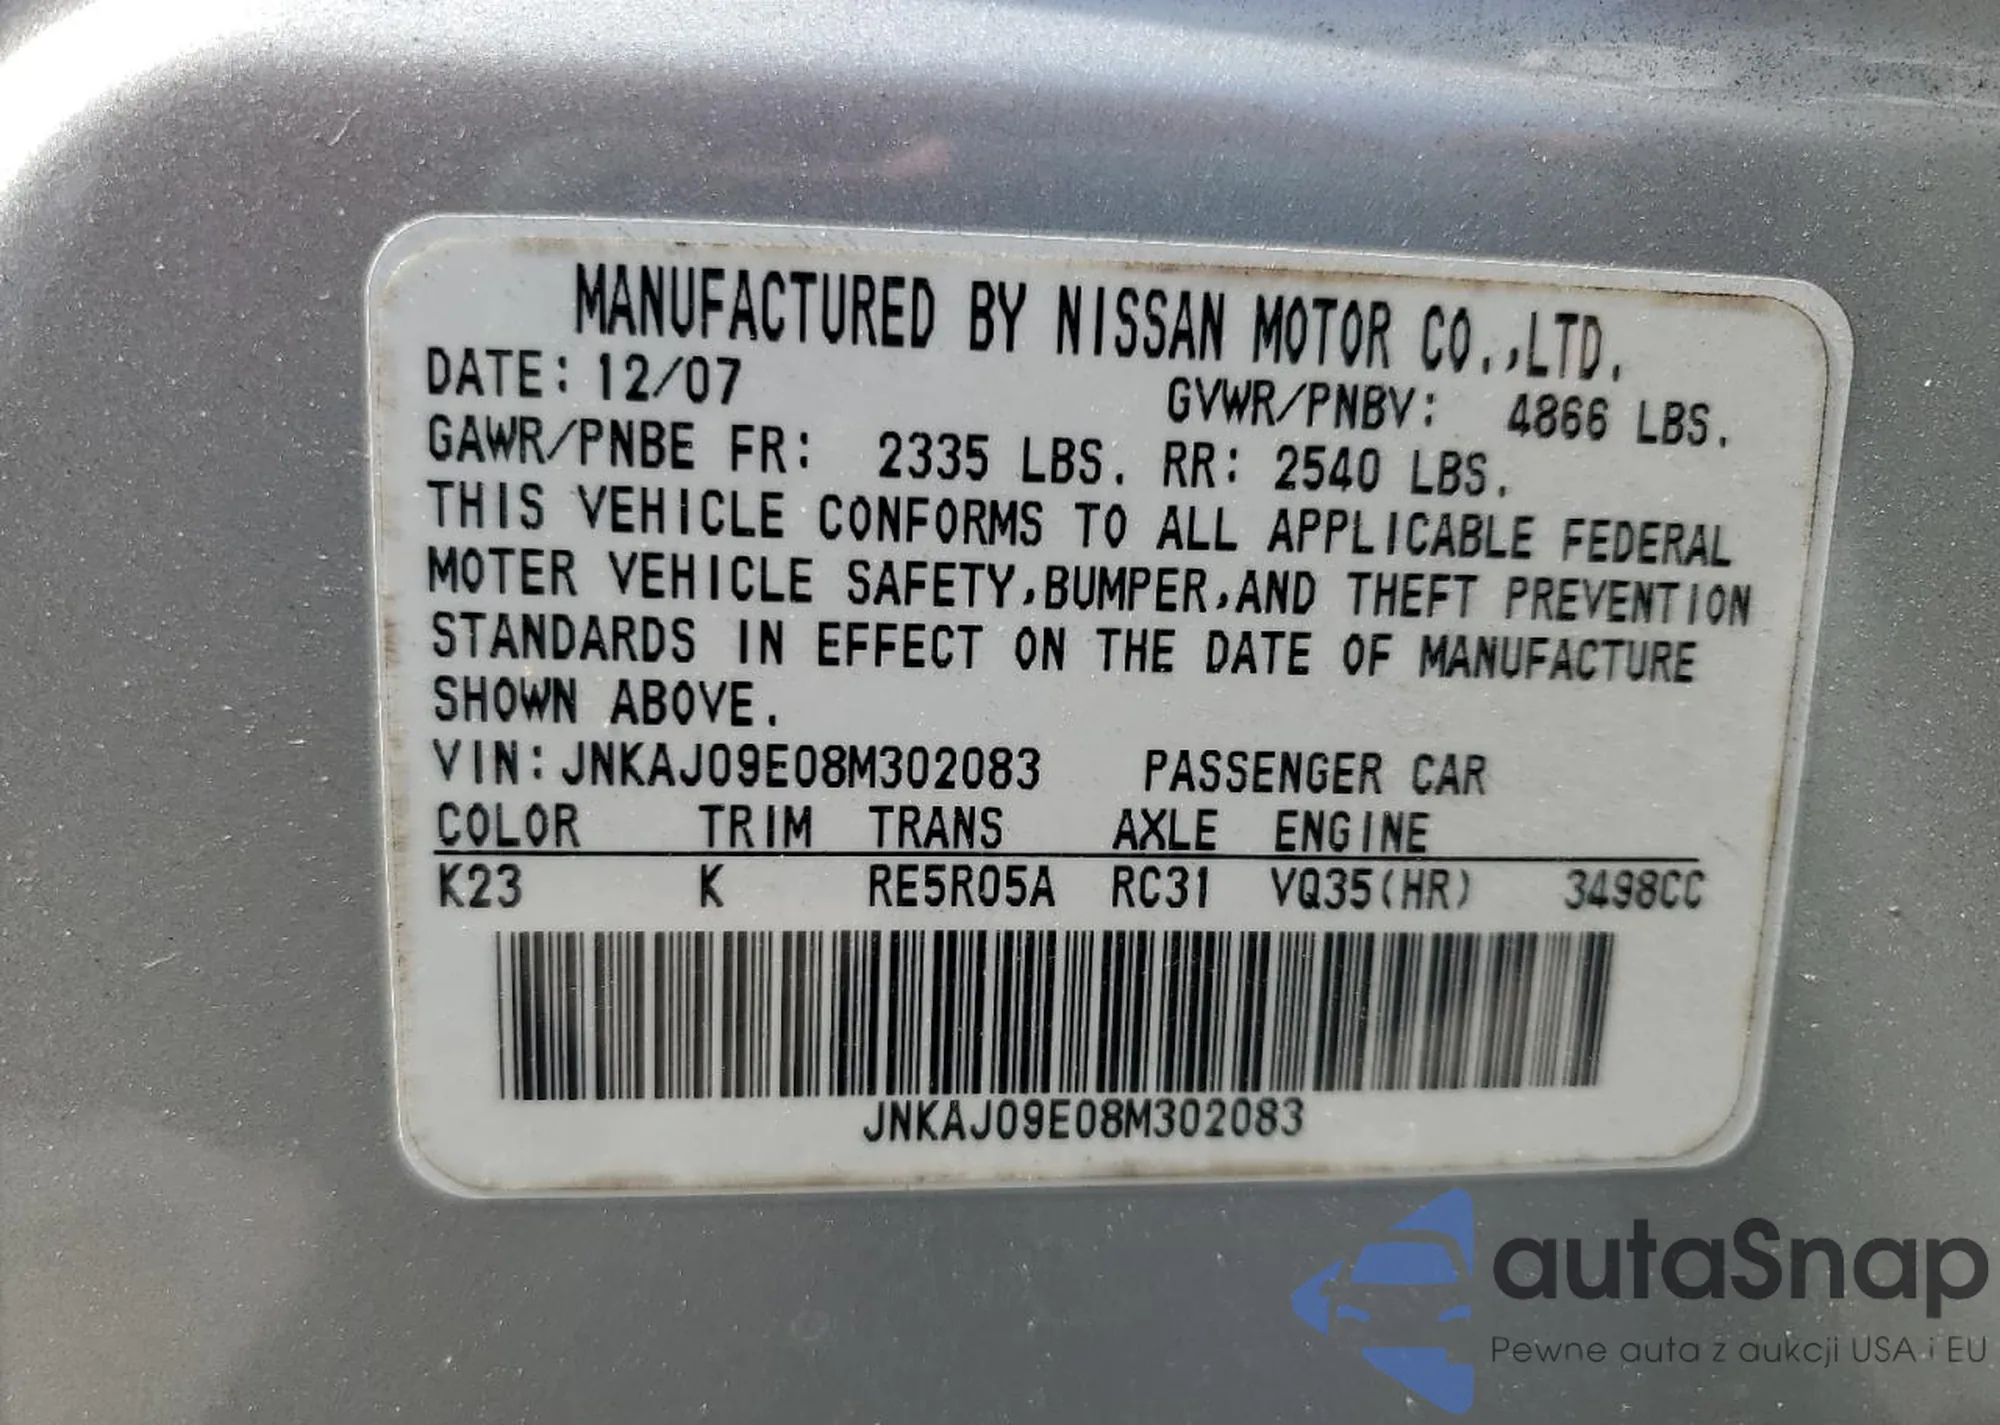 MANUFACTURED BY NISSAN MOTOR CO.,LTD.
DATE: 12/07 GVWR/PNBV: 4866 LBS.
GAWR/PNBE FR: 2335 LBS. RR: 2540 LBS.
THIS VEHICLE CONFORMS TO ALL APPLICABLE FEDERAL
MOTER VEHICLE SAFETY,BUMPER,AND THEFT PREVENTION
STANDARDS IN EFFECT ON THE DATE OF MANUFACTURE
SHOWN ABOVE.
VIN: JNKAJ09E08M302083 PASSENGER CAR
COLOR TRIM TRANS AXLE ENGINE
K23 K RE5R05A RC31 VQ35(HR) 3498CC
JNKAJ09E08M302083
autaSnap
Pewne auta z aukcji USA i EU